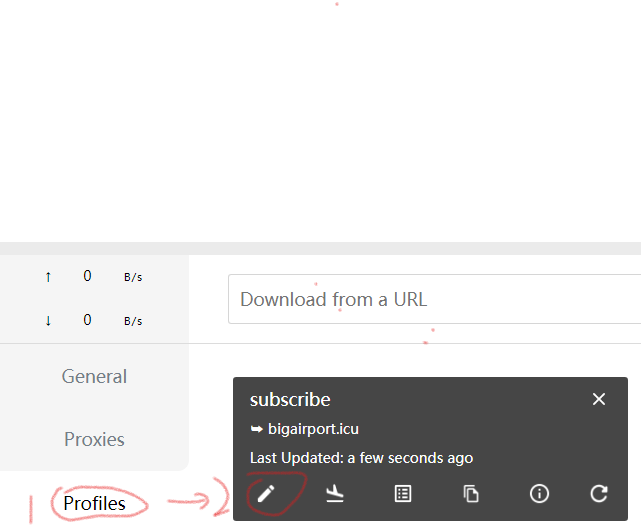 ↑ 0 B/s
Download from a URL
↓ 0 B/s
General
subscribe ×
➥ bigairport.icu
Proxies
Last Updated: a few seconds ago
1 Profiles → 2